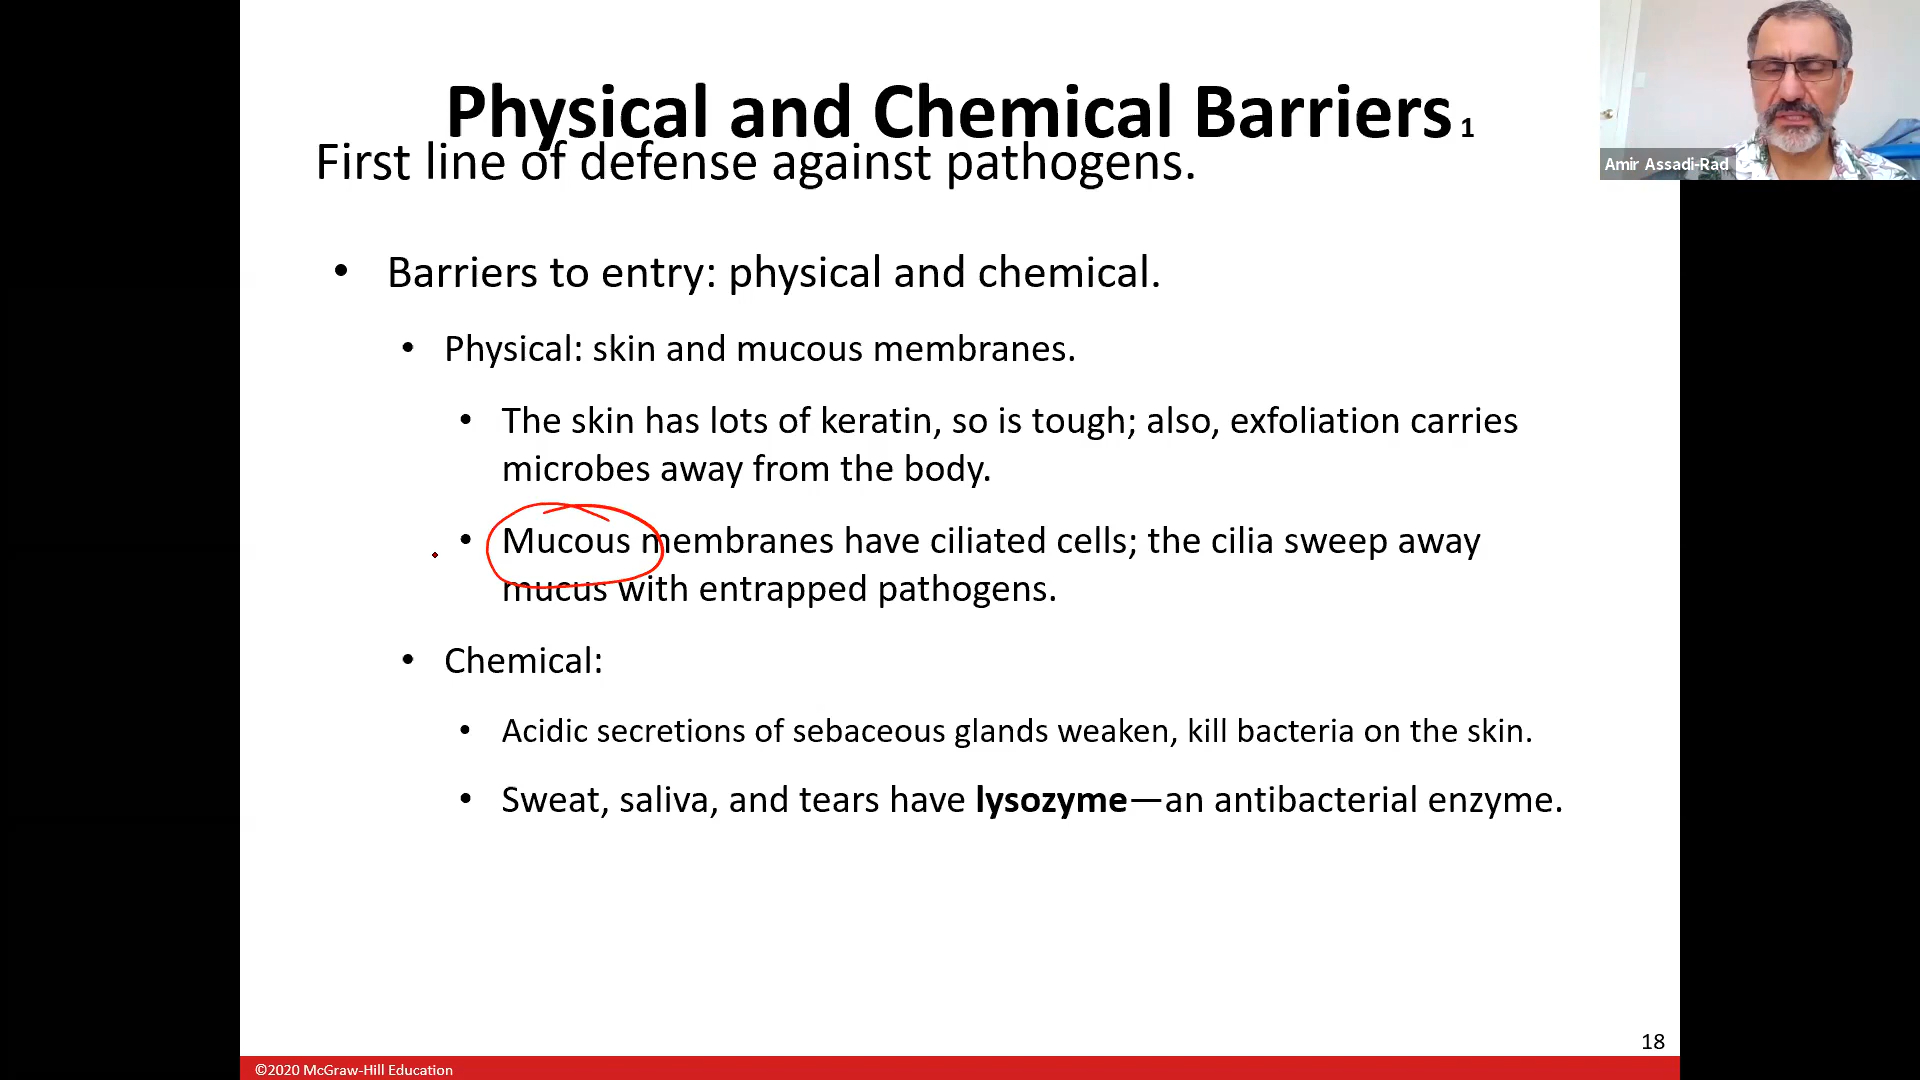 Physical and Chemical Barriers 1
First line of defense against pathogens.
Amir Assadi-Rad
• Barriers to entry: physical and chemical.
• Physical: skin and mucous membranes.
• The skin has lots of keratin, so is tough; also, exfoliation carries
microbes away from the body.
• Mucous membranes have ciliated cells; the cilia sweep away
mucus with entrapped pathogens.
• Chemical:
• Acidic secretions of sebaceous glands weaken, kill bacteria on the skin.
• Sweat, saliva, and tears have lysozyme—an antibacterial enzyme.
18
©2020 McGraw-Hill Education